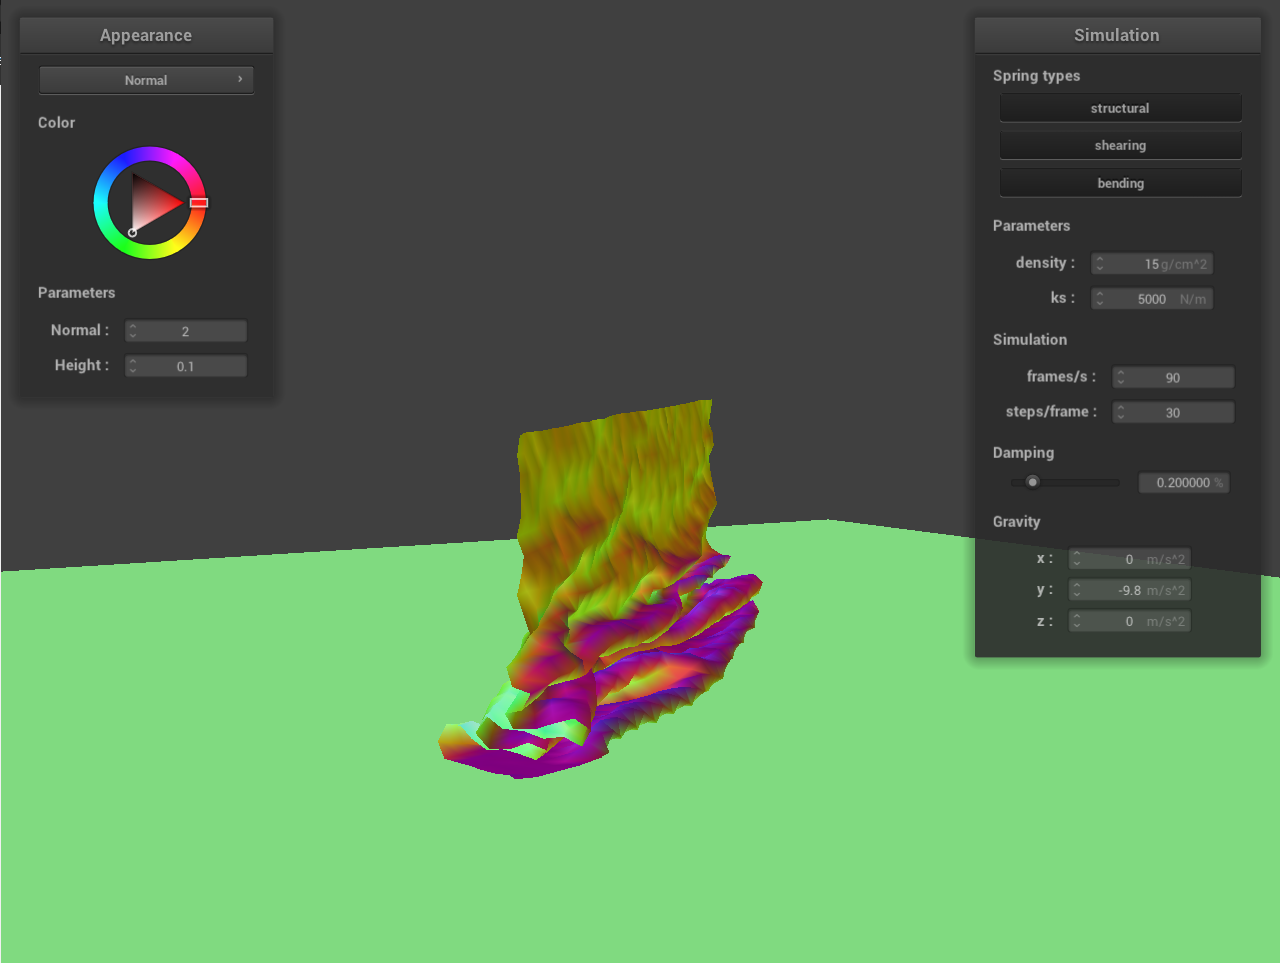 Appearance
Normal
Color
Parameters
Normal : 2
Height : 0.1
Simulation
Spring types
structural
shearing
bending
Parameters
density : 15 g/cm^2
ks : 5000 N/m
Simulation
frames/s : 90
steps/frame : 30
Damping
0.200000 %
Gravity
x : 0 m/s^2
y : -9.8 m/s^2
z : 0 m/s^2